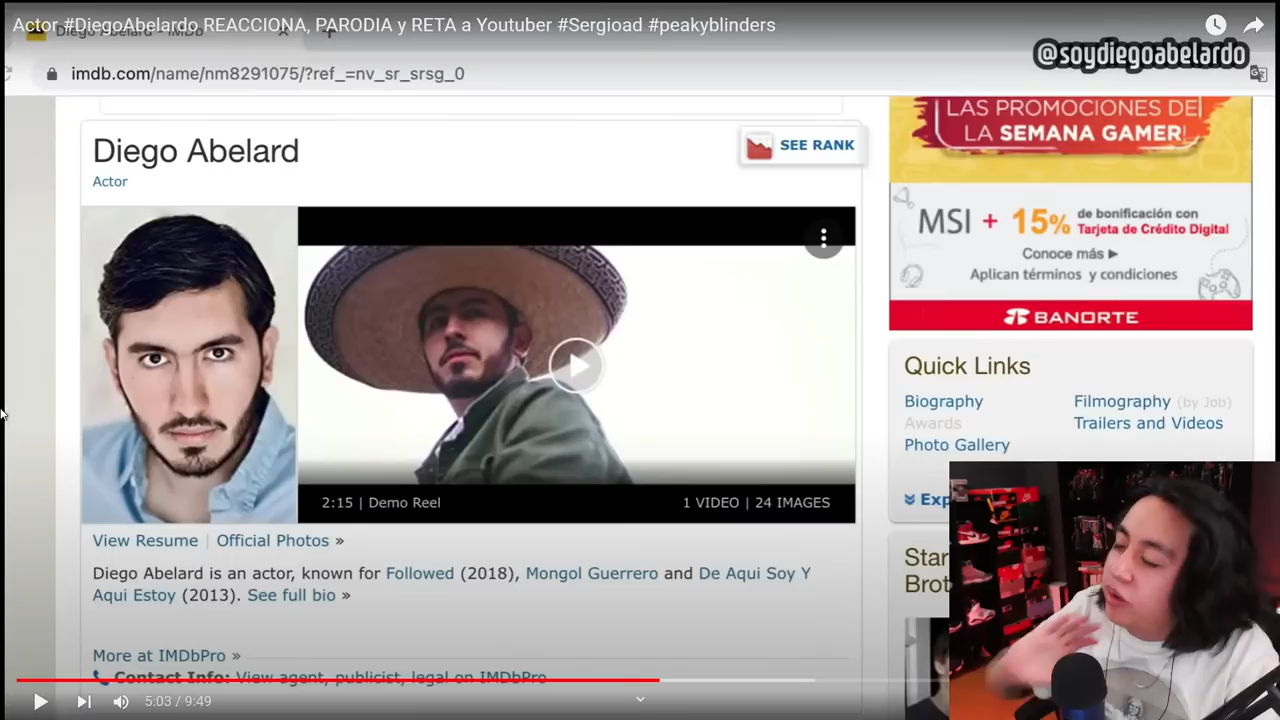 Actor #DiegoAbelardo REACCIONA, PARODIA y RETA a Youtuber #Sergioad #peakyblinders
@soydiegoabelardo
imdb.com/name/nm8291075/?ref_=nv_sr_srsg_0
Diego Abelard
Actor
SEE RANK
2:15 | Demo Reel
1 VIDEO | 24 IMAGES
View Resume | Official Photos »
Diego Abelard is an actor, known for Followed (2018), Mongol Guerrero and De Aqui Soy Y
Aqui Estoy (2013). See full bio »
More at IMDbPro »
Contact Info: View agent, publicist, legal on IMDbPro
LAS PROMOCIONES DE
LA SEMANA GAMER!
MSI + 15% de bonificación con
Tarjeta de Crédito Digital
Conoce más ▶
Aplican términos y condiciones
BANORTE
Quick Links
Biography
Filmography (by Job)
Awards
Trailers and Videos
Photo Gallery
Exp
Star
Brot
5:03 / 9:49